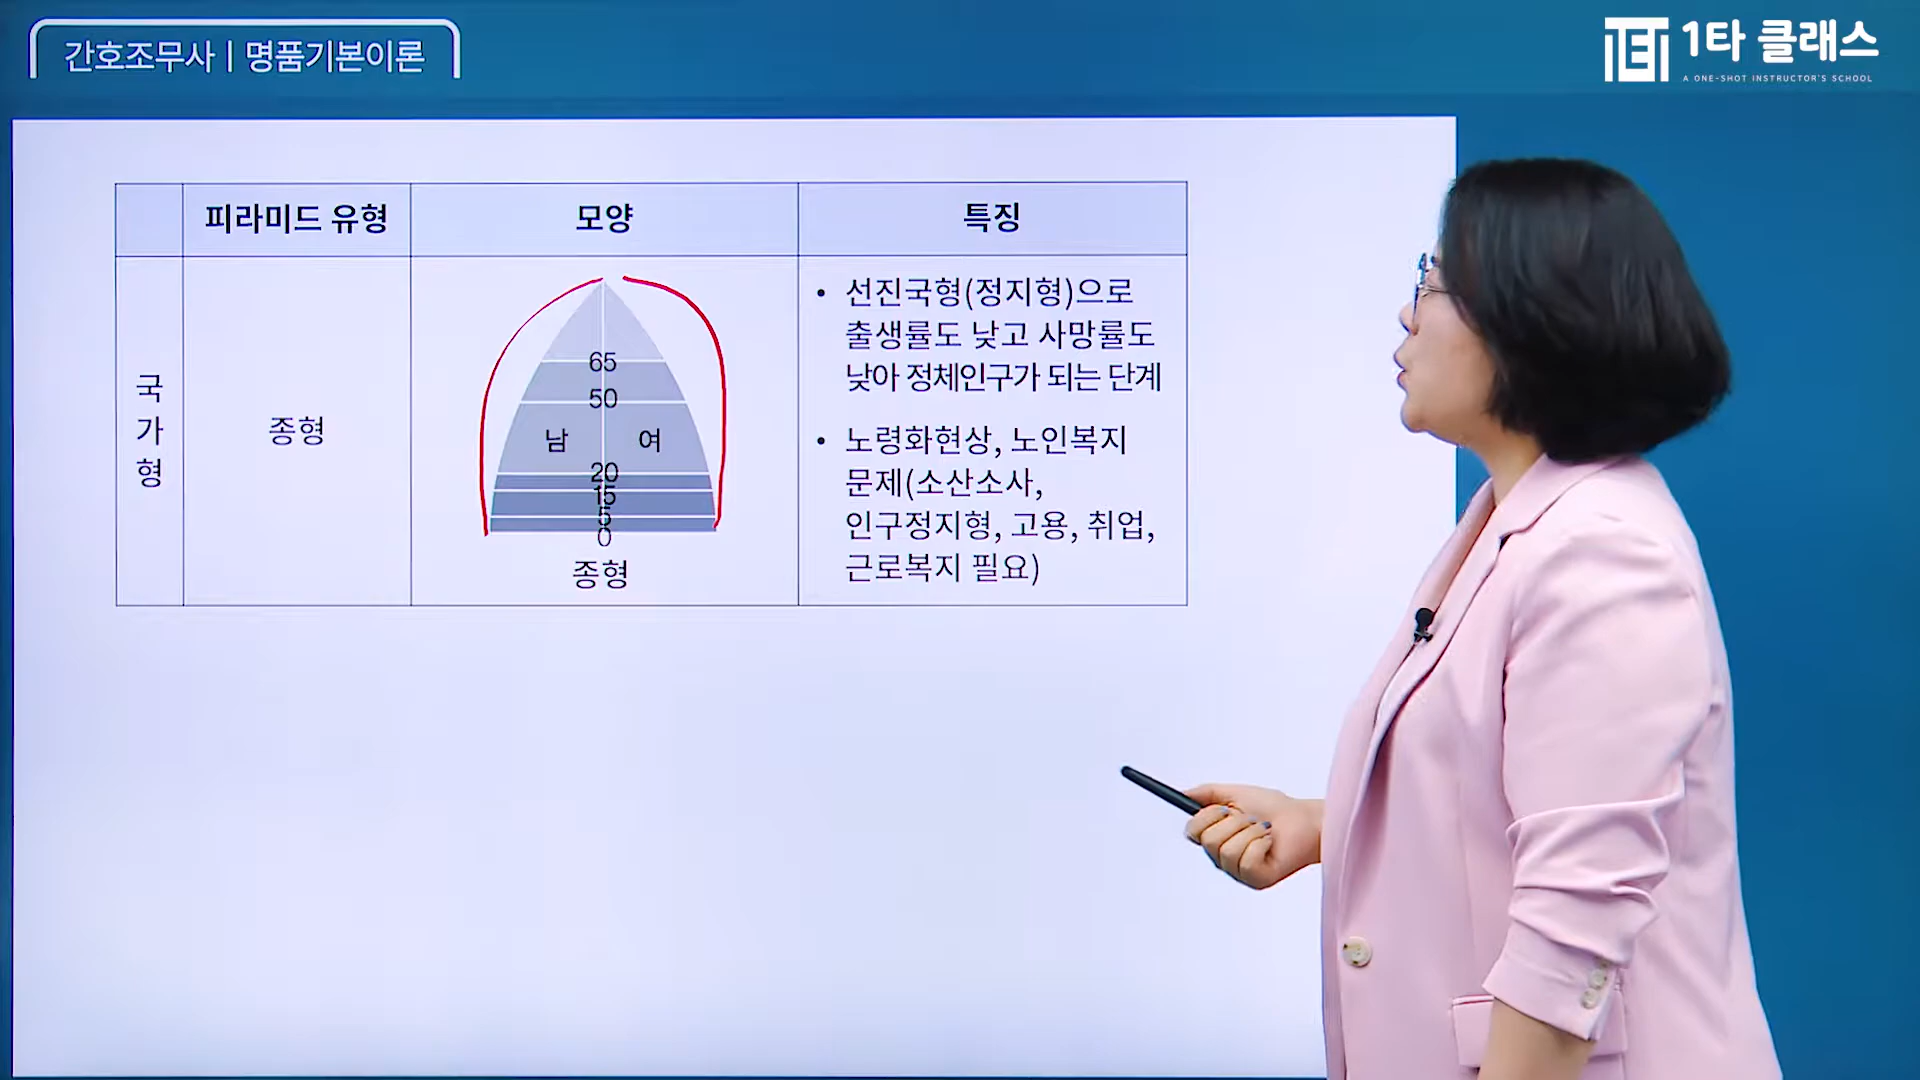 간호조무사 | 명품기본이론
1타 클래스
A ONE-SHOT INSTRUCTOR'S SCHOOL
피라미드 유형
모양
특징
국
가
형
종형
65
50
남
여
20
15
5
0
종형
• 선진국형(정지형)으로
출생률도 낮고 사망률도
낮아 정체인구가 되는 단계
• 노령화현상, 노인복지
문제(소산소사,
인구정지형, 고용, 취업,
근로복지 필요)